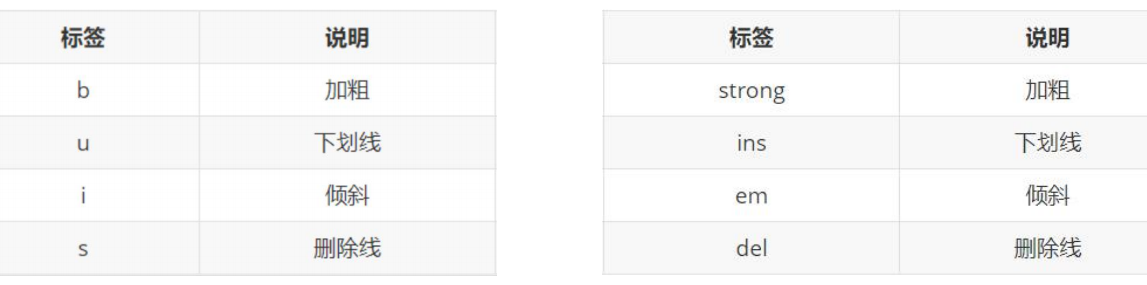 标签 说明
b 加粗
u 下划线
i 倾斜
s 删除线
标签 说明
strong 加粗
ins 下划线
em 倾斜
del 删除线